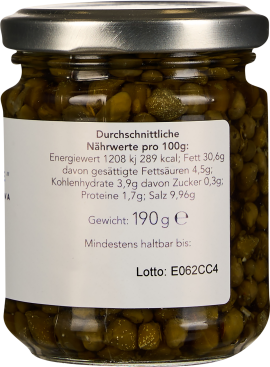 Durchschnittliche
Nährwerte pro 100g:
Energiewert 1208 kj 289 kcal; Fett 30,6g
davon gesättigte Fettsäuren 4,5g;
Kohlenhydrate 3,9g davon Zucker 0,3g;
Proteine 1,7g; Salz 9,96g
Gewicht: 190 g ℮
Mindestens haltbar bis:
Lotto: E062CC4